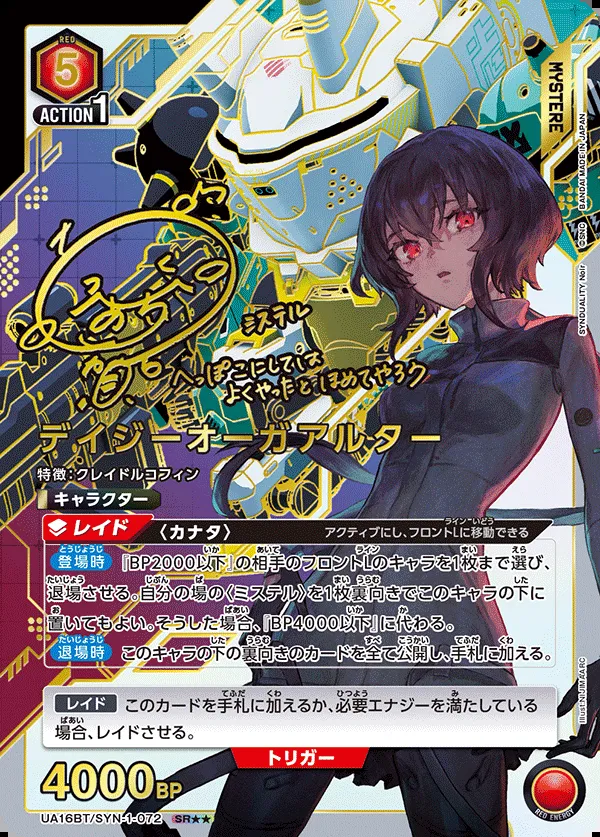 RED
5
ACTION 1
MYSTERE
©SNC BANDAI MADE IN JAPAN
SYNDUALITY Noir
ミステル
へっぽこにしては
よくやったとほめてやろう
デイジーオーガアルター
特徴:クレイドルコフィン
キャラクター
レイド 〈カナタ〉 アクティブにし、フロントLに移動できる
登場時 『BP2000以下』の相手のフロントLのキャラを1枚まで選び、
退場させる。自分の場の〈ミステル〉を1枚裏向きでこのキャラの下に
置いてもよい。そうした場合、『BP4000以下』に代わる。
退場時 このキャラの下の裏向きのカードを全て公開し、手札に加える。
レイド このカードを手札に加えるか、必要エナジーを満たしている
場合、レイドさせる。
トリガー
4000BP
UA16BT/SYN-1-072 SR★★
RED ENERGY
Illust:NIJIMAARC